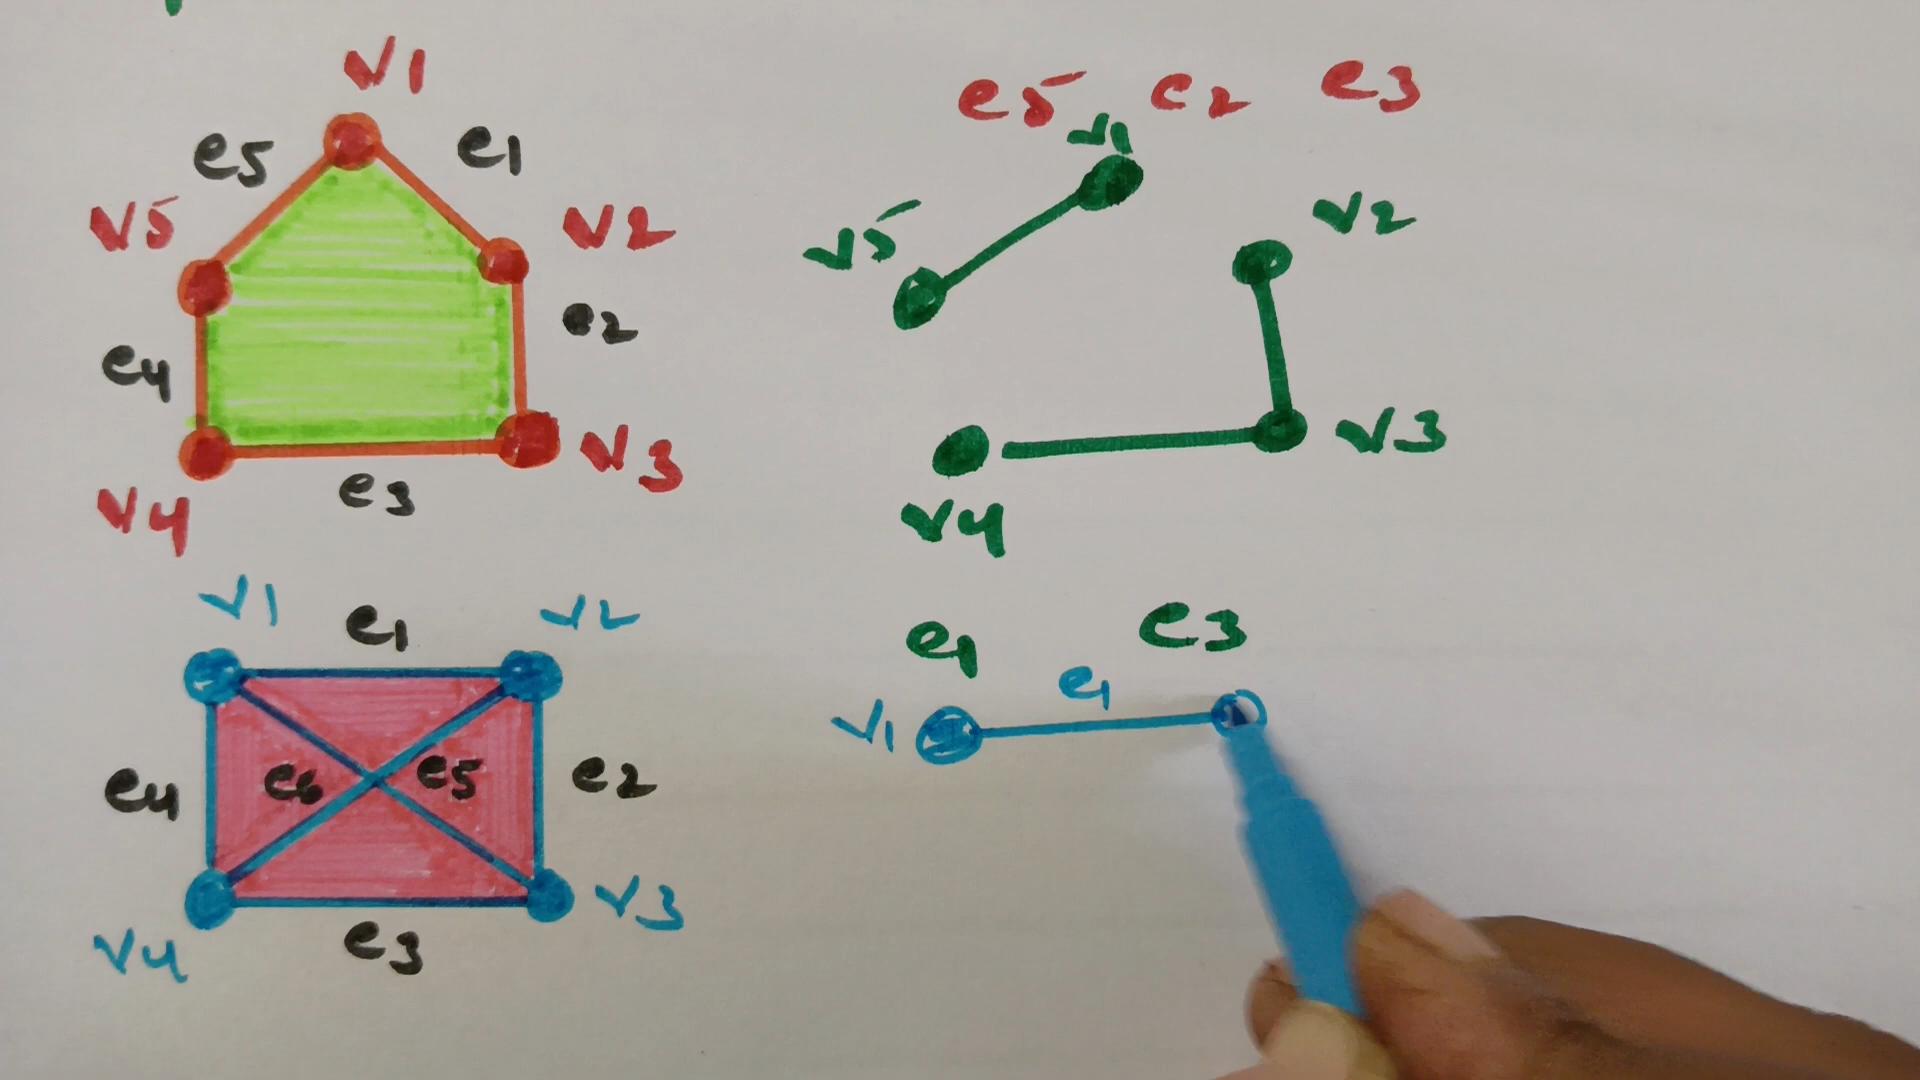 v1
e5 e1
v5 v2
e4 e2
v3
e3
v4
e5 e2 e3
v1
v2
v5
v3
v4
v1 e1 v2
e4 e6 e5 e2
v3
v4 e3
e1 e3
e1
v1